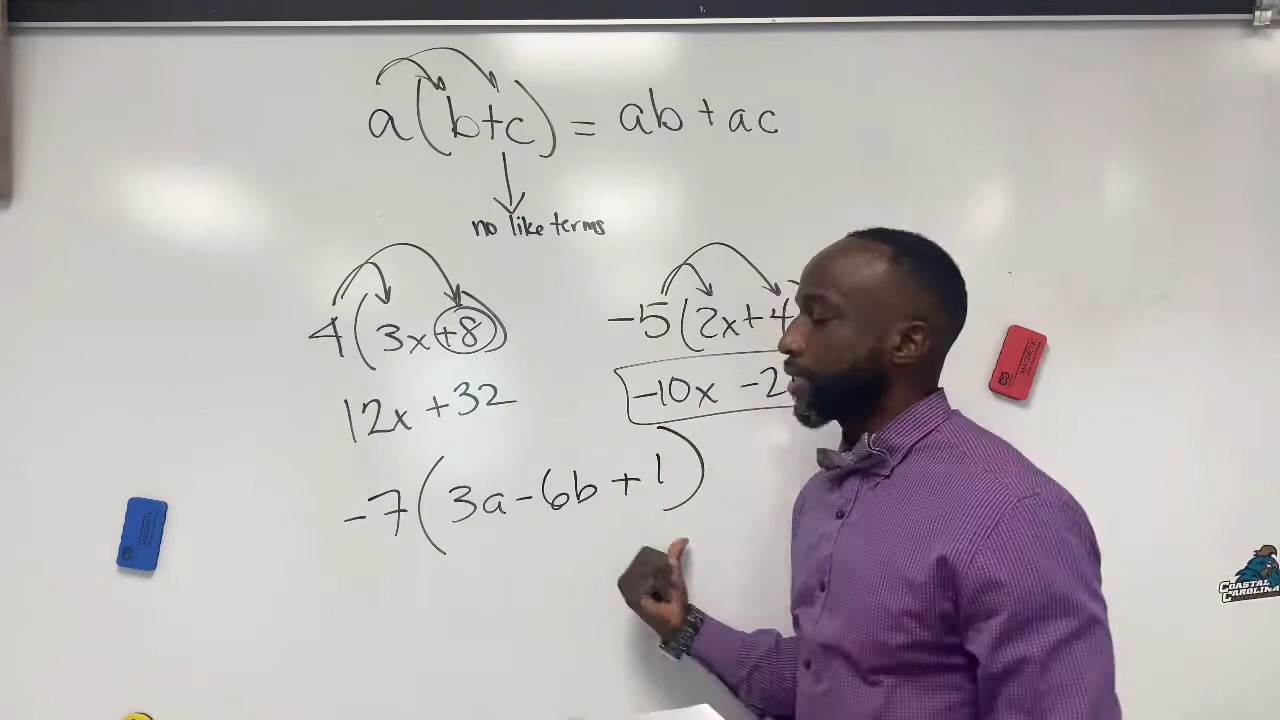 a(b+c) = ab + ac
no like terms
4(3x+8)
12x +32
-5(2x+4
-10x -2
-7(3a-6b+1)
MAGNETIC
COASTAL
CAROLINA